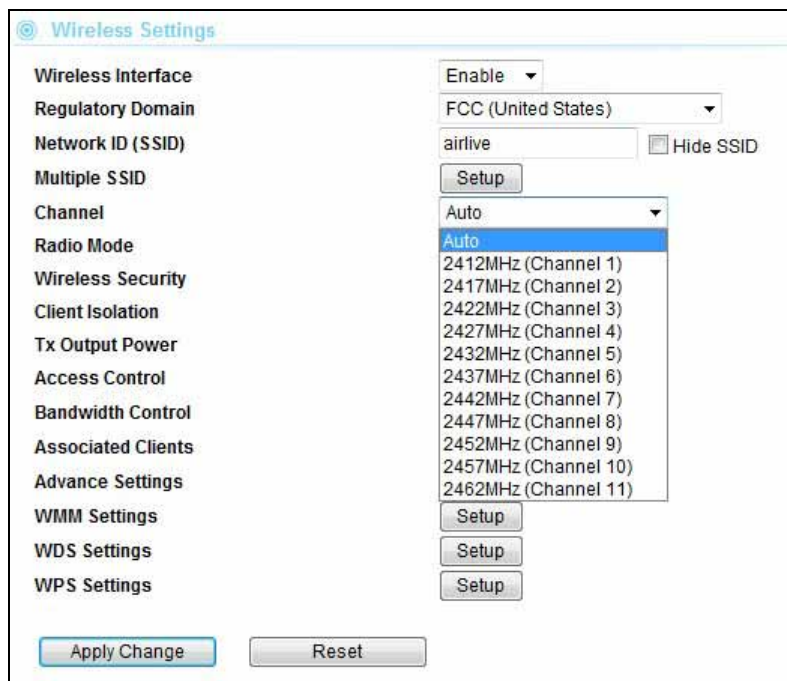 Wireless Settings
Wireless Interface Enable
Regulatory Domain FCC (United States)
Network ID (SSID) airlive Hide SSID
Multiple SSID Setup
Channel Auto
Radio Mode Auto
2412MHz (Channel 1)
Wireless Security 2417MHz (Channel 2)
2422MHz (Channel 3)
Client Isolation 2427MHz (Channel 4)
Tx Output Power 2432MHz (Channel 5)
Access Control 2437MHz (Channel 6)
2442MHz (Channel 7)
Bandwidth Control 2447MHz (Channel 8)
Associated Clients 2452MHz (Channel 9)
2457MHz (Channel 10)
Advance Settings 2462MHz (Channel 11)
WMM Settings Setup
WDS Settings Setup
WPS Settings Setup
Apply Change Reset